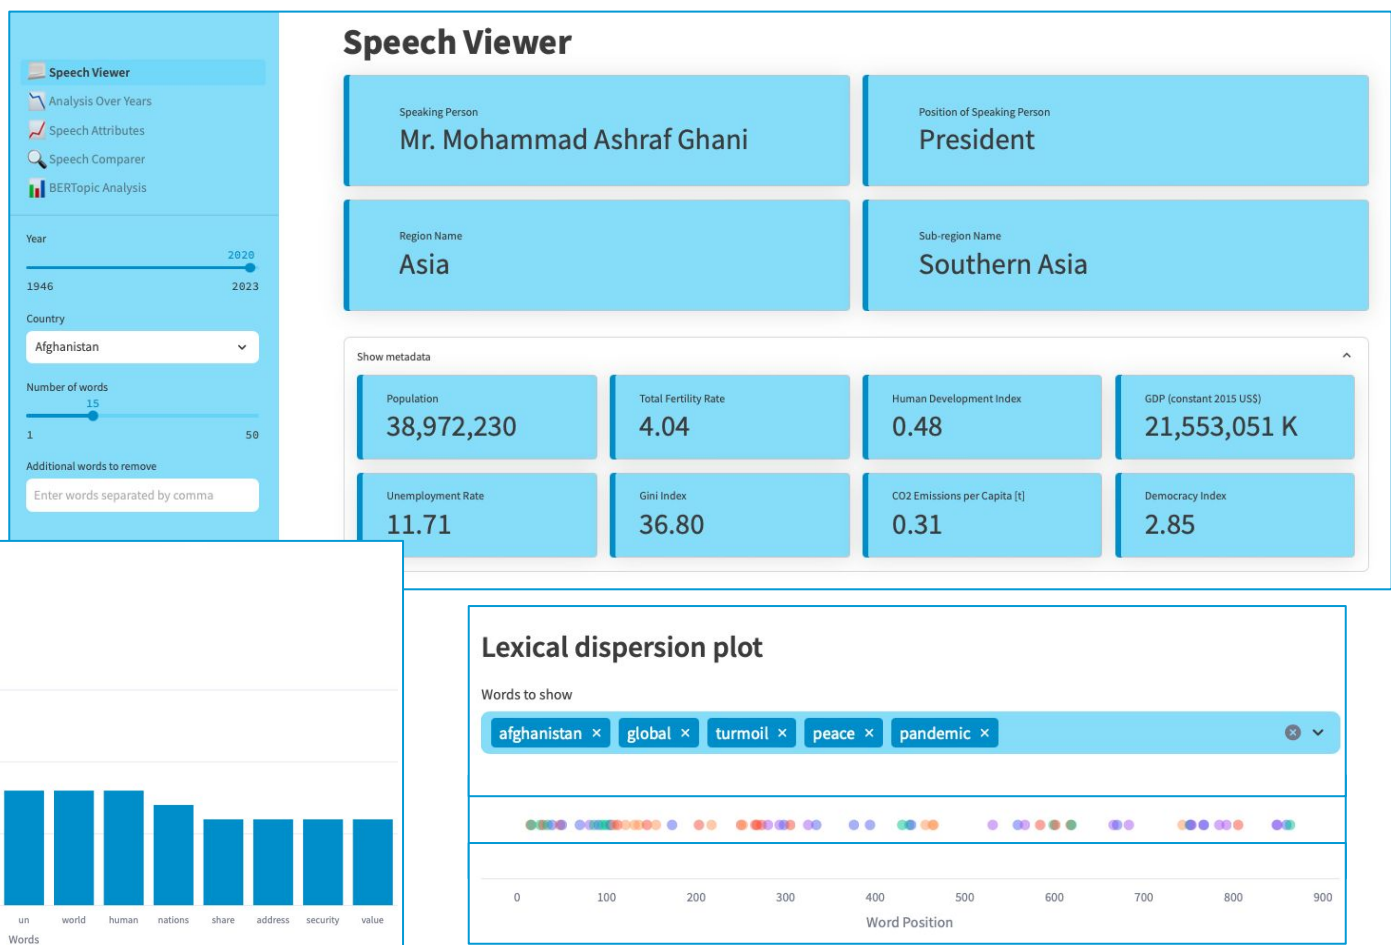 Speech Viewer
Analysis Over Years
Speech Attributes
Speech Comparer
BERTopic Analysis
Year
2020
1946 2023
Country
Afghanistan
Number of words
15
1 50
Additional words to remove
Enter words separated by comma
Speech Viewer
Speaking Person
Mr. Mohammad Ashraf Ghani
Position of Speaking Person
President
Region Name
Asia
Sub-region Name
Southern Asia
Show metadata
Population
38,972,230
Total Fertility Rate
4.04
Human Development Index
0.48
GDP (constant 2015 US$)
21,553,051 K
Unemployment Rate
11.71
Gini Index
36.80
CO2 Emissions per Capita [t]
0.31
Democracy Index
2.85
un world human nations share address security value
Words
Lexical dispersion plot
Words to show
afghanistan × global × turmoil × peace × pandemic ×
0 100 200 300 400 500 600 700 800 900
Word Position